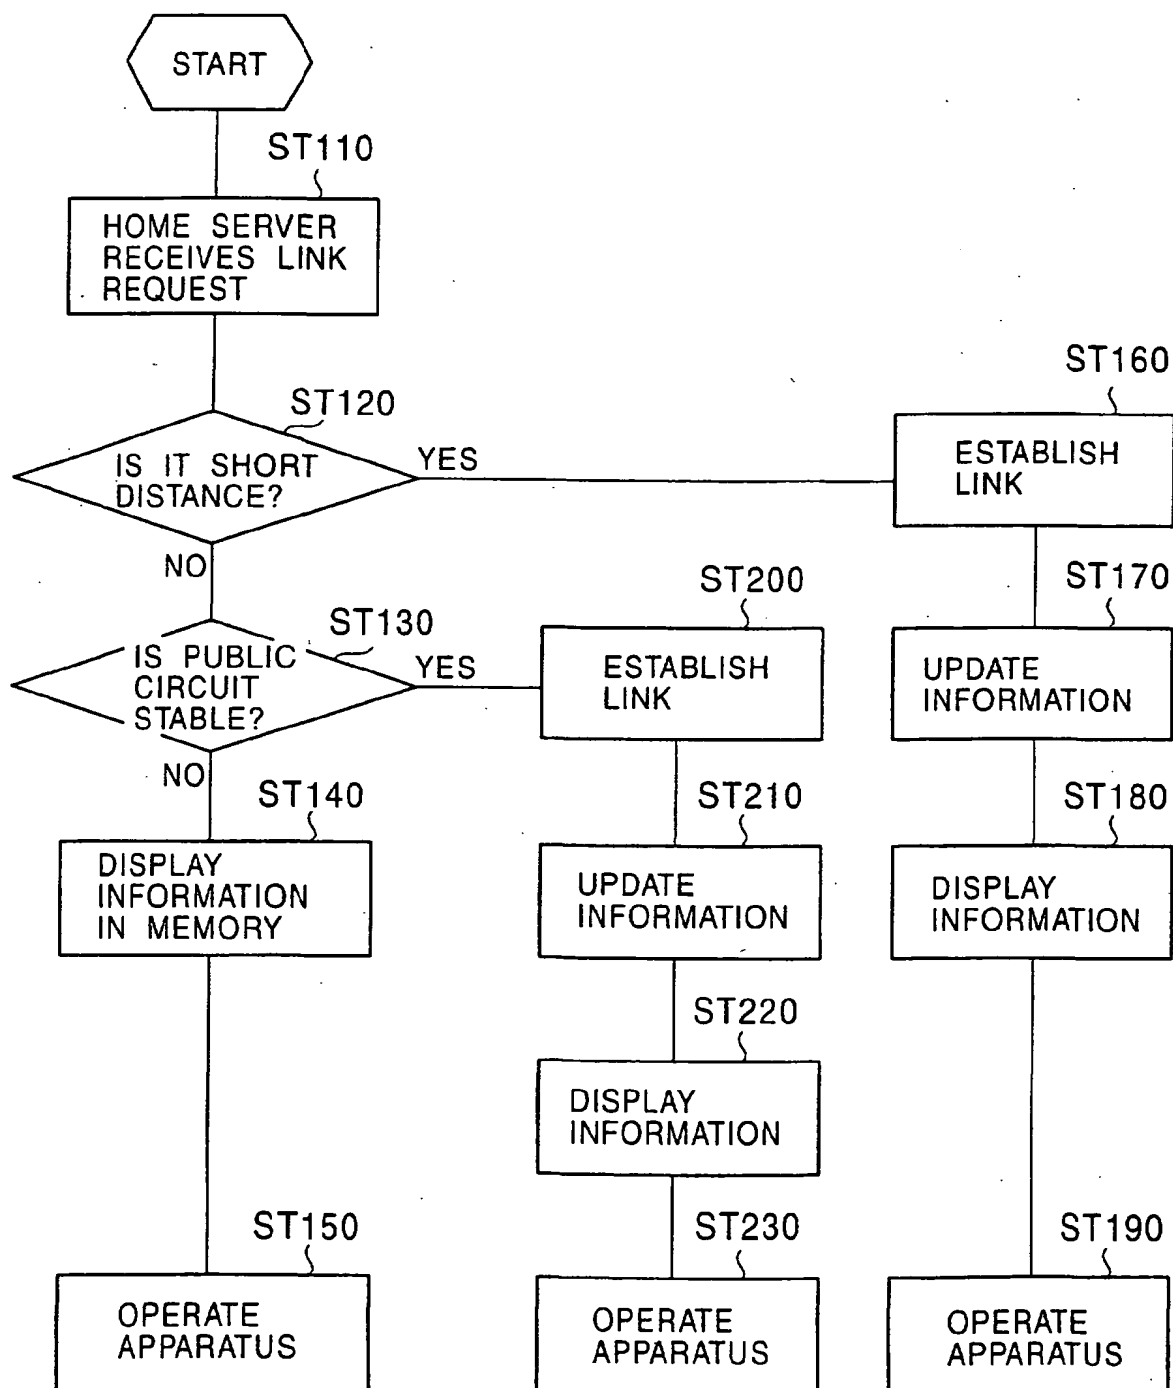 START
ST110
HOME SERVER
RECEIVES LINK
REQUEST
ST120
IS IT SHORT
DISTANCE?
YES
NO
ST160
ESTABLISH
LINK
ST130
IS PUBLIC
CIRCUIT
STABLE?
YES
NO
ST200
ESTABLISH
LINK
ST170
UPDATE
INFORMATION
ST140
DISPLAY
INFORMATION
IN MEMORY
ST210
UPDATE
INFORMATION
ST180
DISPLAY
INFORMATION
ST220
DISPLAY
INFORMATION
ST150
OPERATE
APPARATUS
ST230
OPERATE
APPARATUS
ST190
OPERATE
APPARATUS